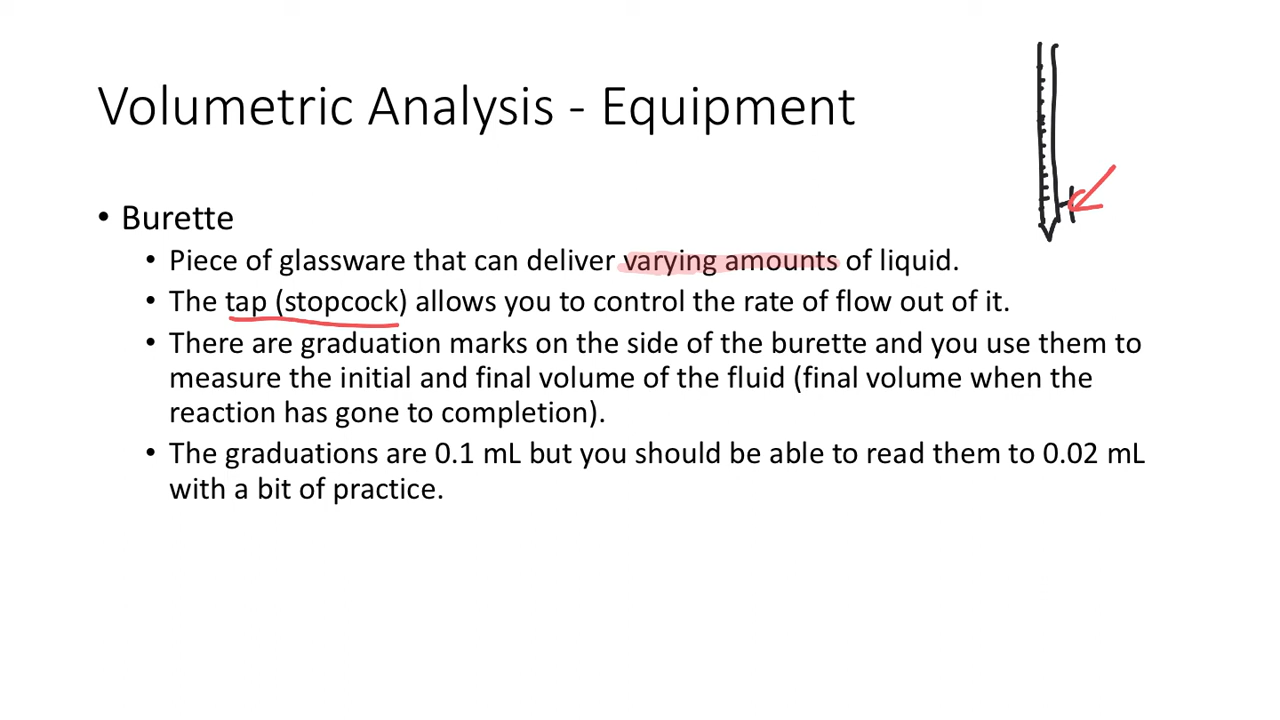 Volumetric Analysis - Equipment
• Burette
• Piece of glassware that can deliver varying amounts of liquid.
• The tap (stopcock) allows you to control the rate of flow out of it.
• There are graduation marks on the side of the burette and you use them to
measure the initial and final volume of the fluid (final volume when the
reaction has gone to completion).
• The graduations are 0.1 mL but you should be able to read them to 0.02 mL
with a bit of practice.